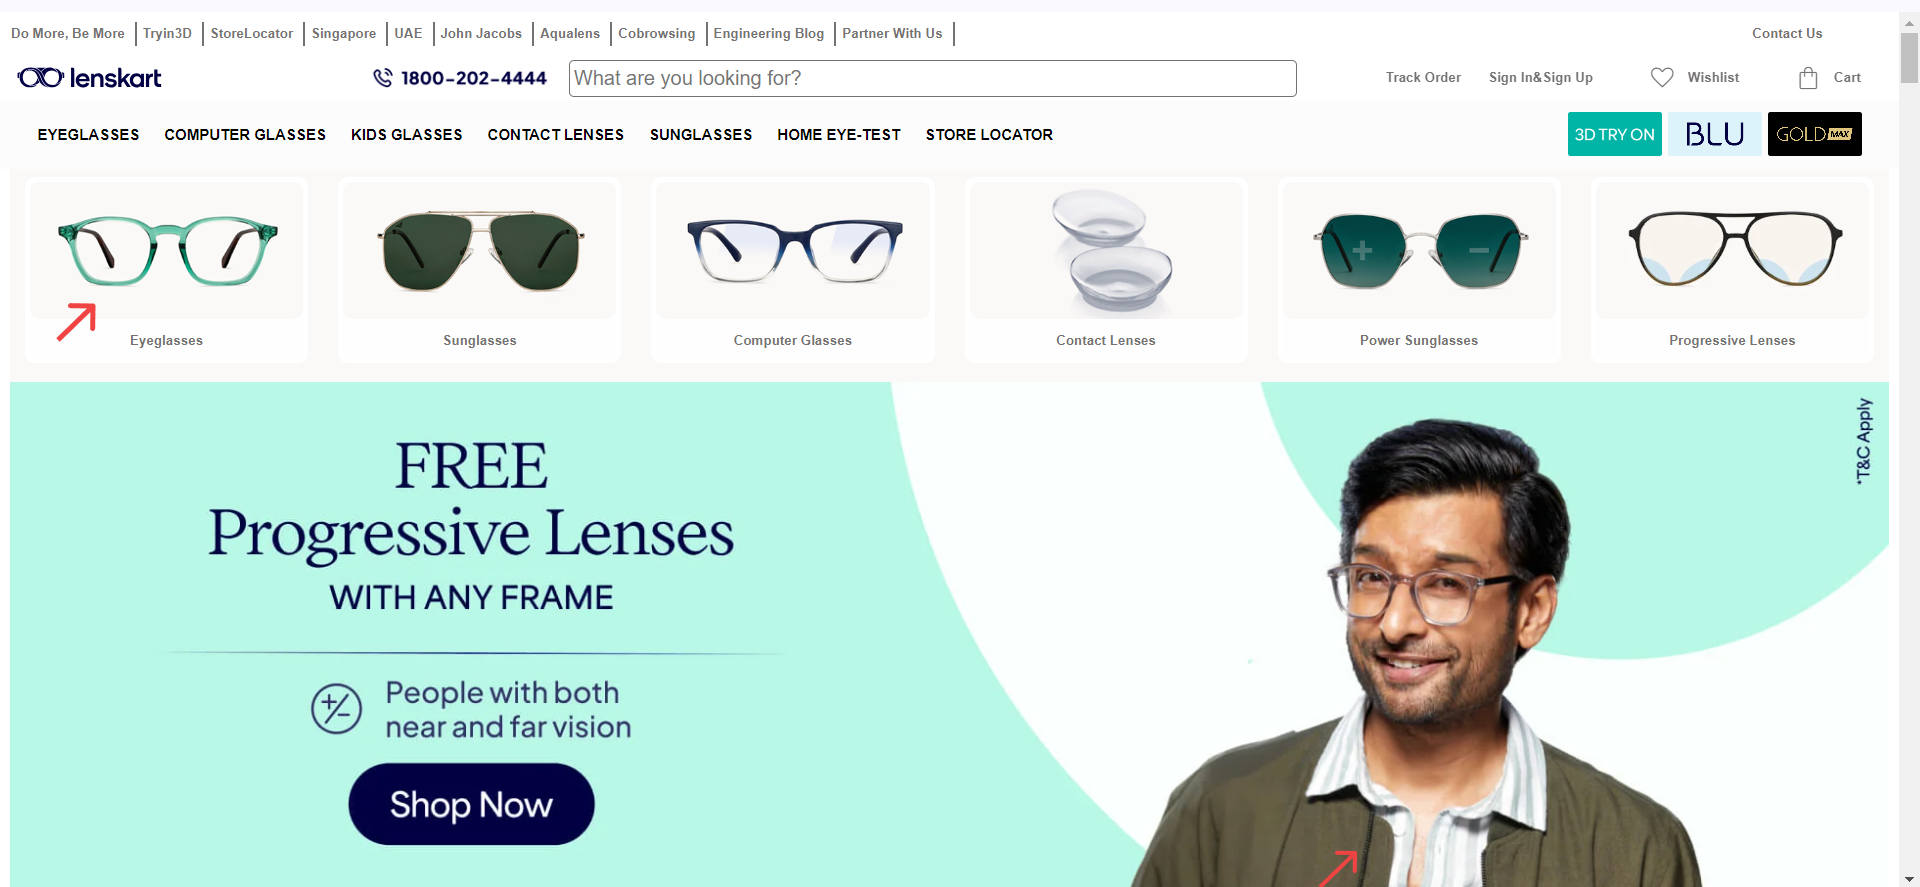 Do More, Be More Tryin3D StoreLocator Singapore UAE John Jacobs Aqualens Cobrowsing Engineering Blog Partner With Us Contact Us
lenskart 1800-202-4444 What are you looking for? Track Order Sign In&Sign Up Wishlist Cart
EYEGLASSES COMPUTER GLASSES KIDS GLASSES CONTACT LENSES SUNGLASSES HOME EYE-TEST STORE LOCATOR 3D TRY ON BLU GOLD MAX
Eyeglasses Sunglasses Computer Glasses Contact Lenses Power Sunglasses Progressive Lenses
*T&C Apply
FREE
Progressive Lenses
WITH ANY FRAME
People with both
near and far vision
Shop Now